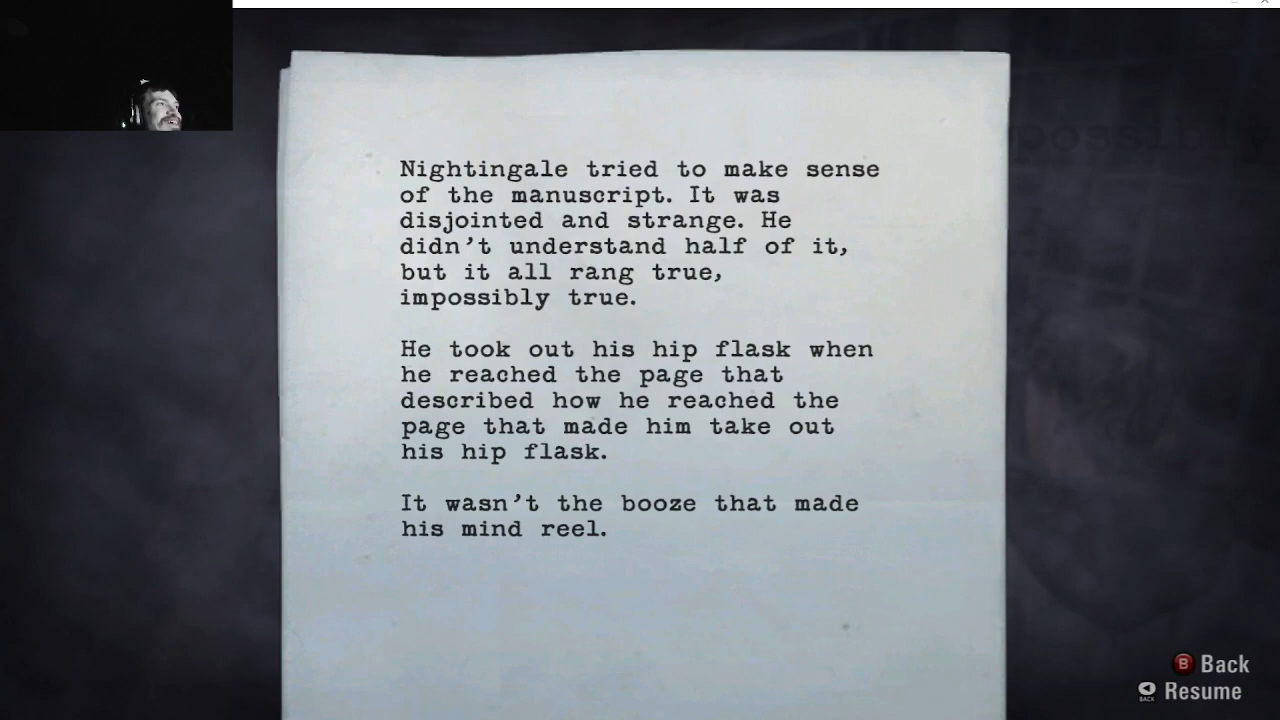 Nightingale tried to make sense
of the manuscript. It was
disjointed and strange. He
didn't understand half of it,
but it all rang true,
impossibly true.
He took out his hip flask when
he reached the page that
described how he reached the
page that made him take out
his hip flask.
It wasn't the booze that made
his mind reel.
B Back
BACK Resume